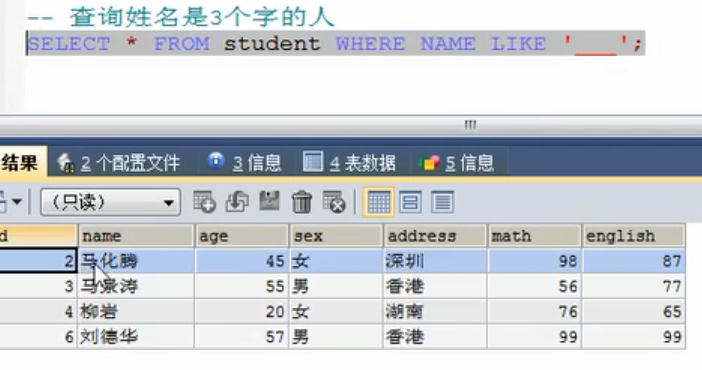 -- 查询姓名是3个字的人
SELECT * FROM student WHERE NAME LIKE '___';
结果 2 个配置文件 3 信息 4 表数据 5 信息
（只读）
d name age sex address math english
2 马化腾 45 女 深圳 98 87
3 马景涛 55 男 香港 56 77
4 柳岩 20 女 湖南 76 65
6 刘德华 57 男 香港 99 99